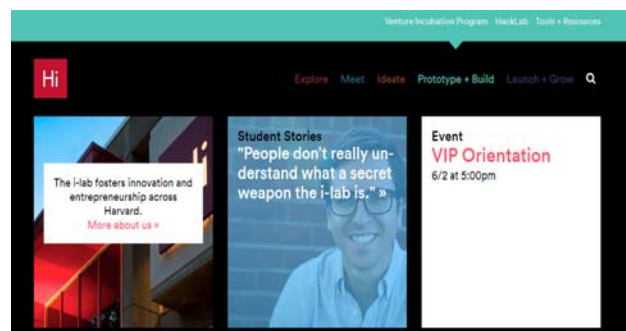 Venture Incubation Program HackLab Tools + Resources
Hi
Explore Meet Ideate Prototype + Build Launch + Grow
The i-lab fosters innovation and
entrepreneurship across
Harvard.
More about us »
Student Stories
"People don't really un-
derstand what a secret
weapon the i-lab is." »
Event
VIP Orientation
6/2 at 5:00pm